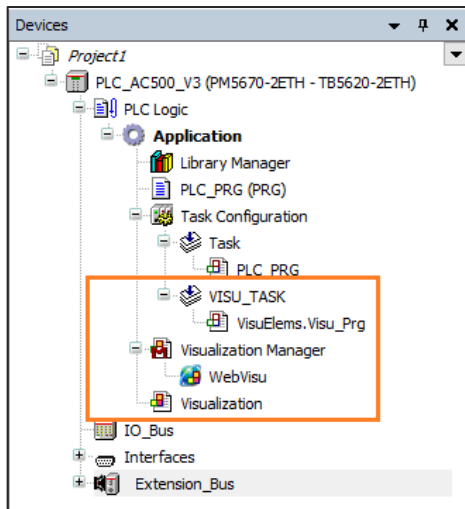 Devices
Project1
PLC_AC500_V3 (PM5670-2ETH - TB5620-2ETH)
PLC Logic
Application
Library Manager
PLC_PRG (PRG)
Task Configuration
Task
PLC_PRG
VISU_TASK
VisuElems.Visu_Prg
Visualization Manager
WebVisu
Visualization
IO_Bus
Interfaces
Extension_Bus